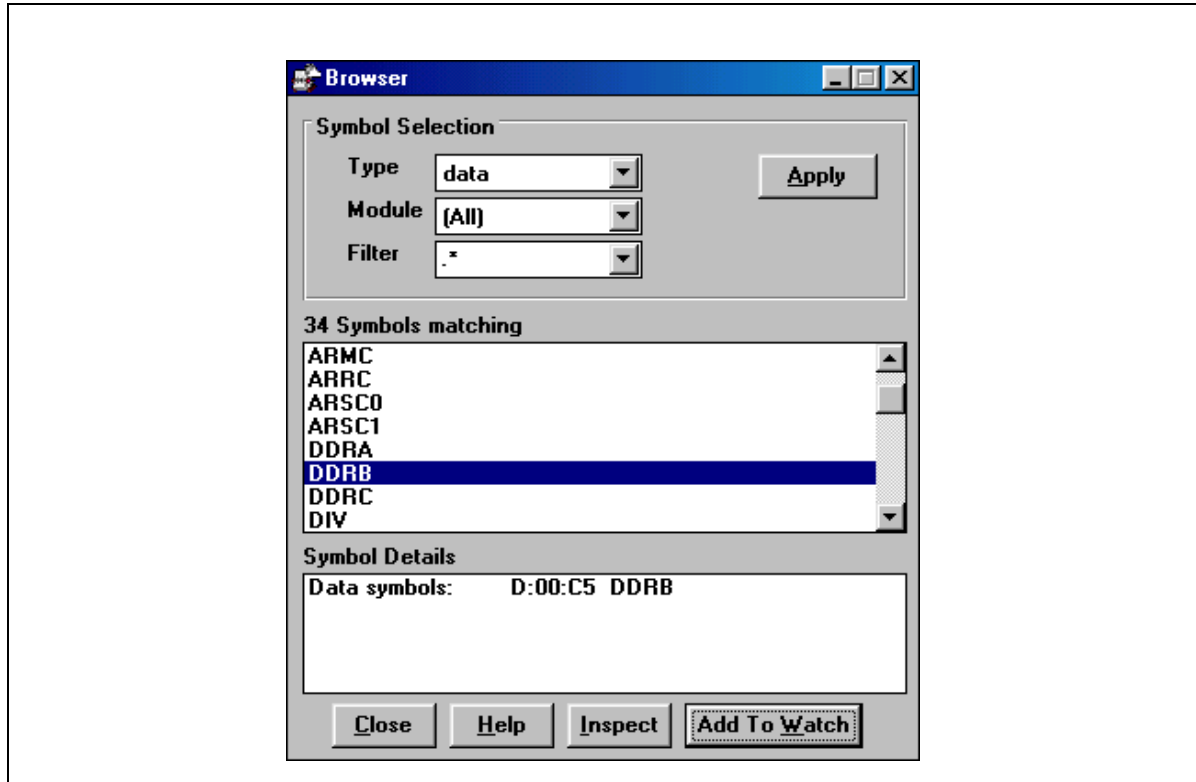 Browser
Symbol Selection
Type data
Apply
Module (All)
Filter .*
34 Symbols matching
ARMC
ARRC
ARSC0
ARSC1
DDRA
DDRB
DDRC
DIV
Symbol Details
Data symbols: D:00:C5 DDRB
Close Help Inspect Add To Watch